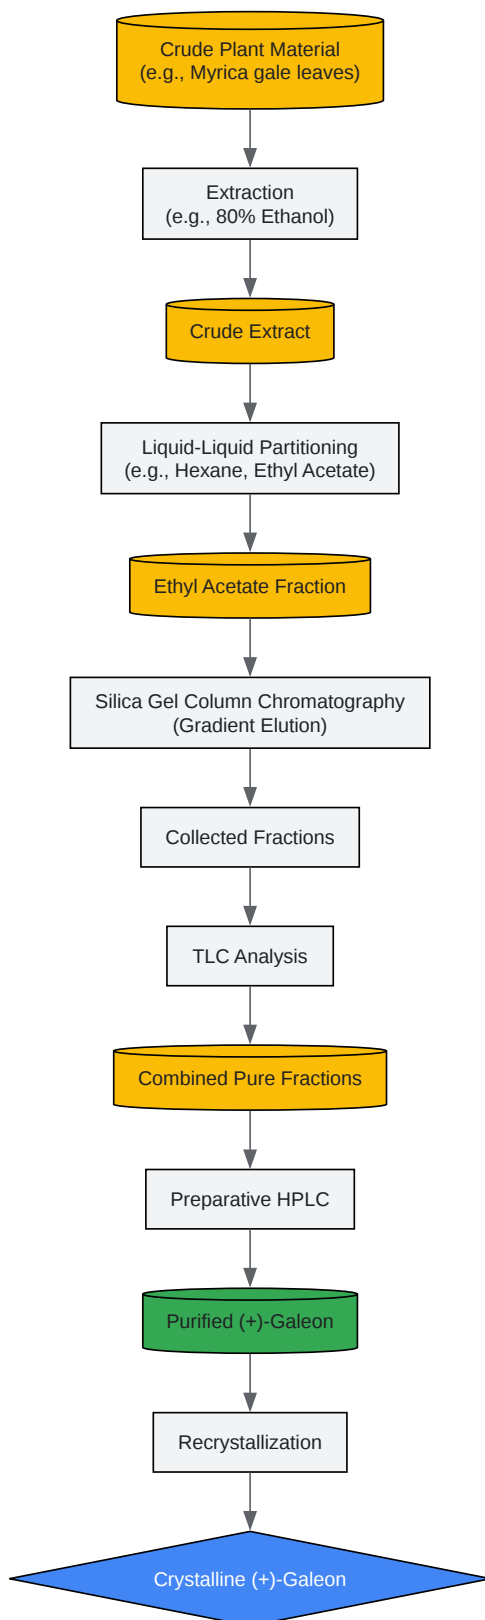 Crude Plant Material
(e.g., Myrica gale leaves)
Extraction
(e.g., 80% Ethanol)
Crude Extract
Liquid-Liquid Partitioning
(e.g., Hexane, Ethyl Acetate)
Ethyl Acetate Fraction
Silica Gel Column Chromatography
(Gradient Elution)
Collected Fractions
TLC Analysis
Combined Pure Fractions
Preparative HPLC
Purified (+)-Galeon
Recrystallization
Crystalline (+)-Galeon